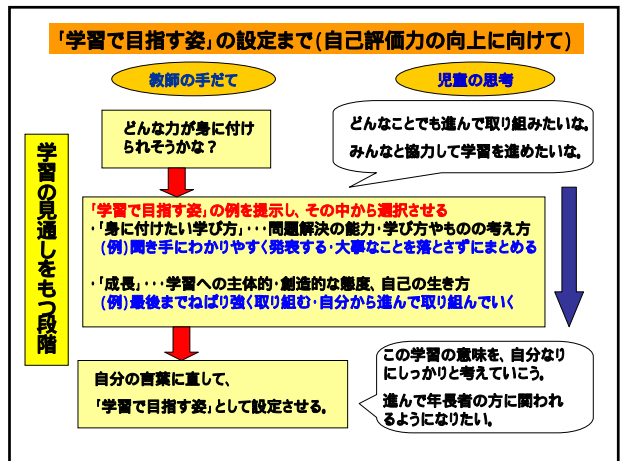 「学習で目指す姿」の設定まで(自己評価力の向上に向けて)
教師の手だて
児童の思考
どんな力が身に付け
られそうかな？
どんなことでも進んで取り組みたいな。
みんなと協力して学習を進めたいな。
学習の見通しをもつ段階
「学習で目指す姿」の例を提示し、その中から選択させる
・「身に付けたい学び方」･･･問題解決の能力・学び方やものの考え方
(例)聞き手にわかりやすく発表する・大事なことを落とさずにまとめる
・「成長」･･･学習への主体的・創造的な態度、自己の生き方
(例)最後までねばり強く取り組む・自分から進んで取り組んでいく
自分の言葉に直して、
「学習で目指す姿」として設定させる。
この学習の意味を、自分なり
にしっかりと考えていこう。
進んで年長者の方に関われ
るようになりたい。